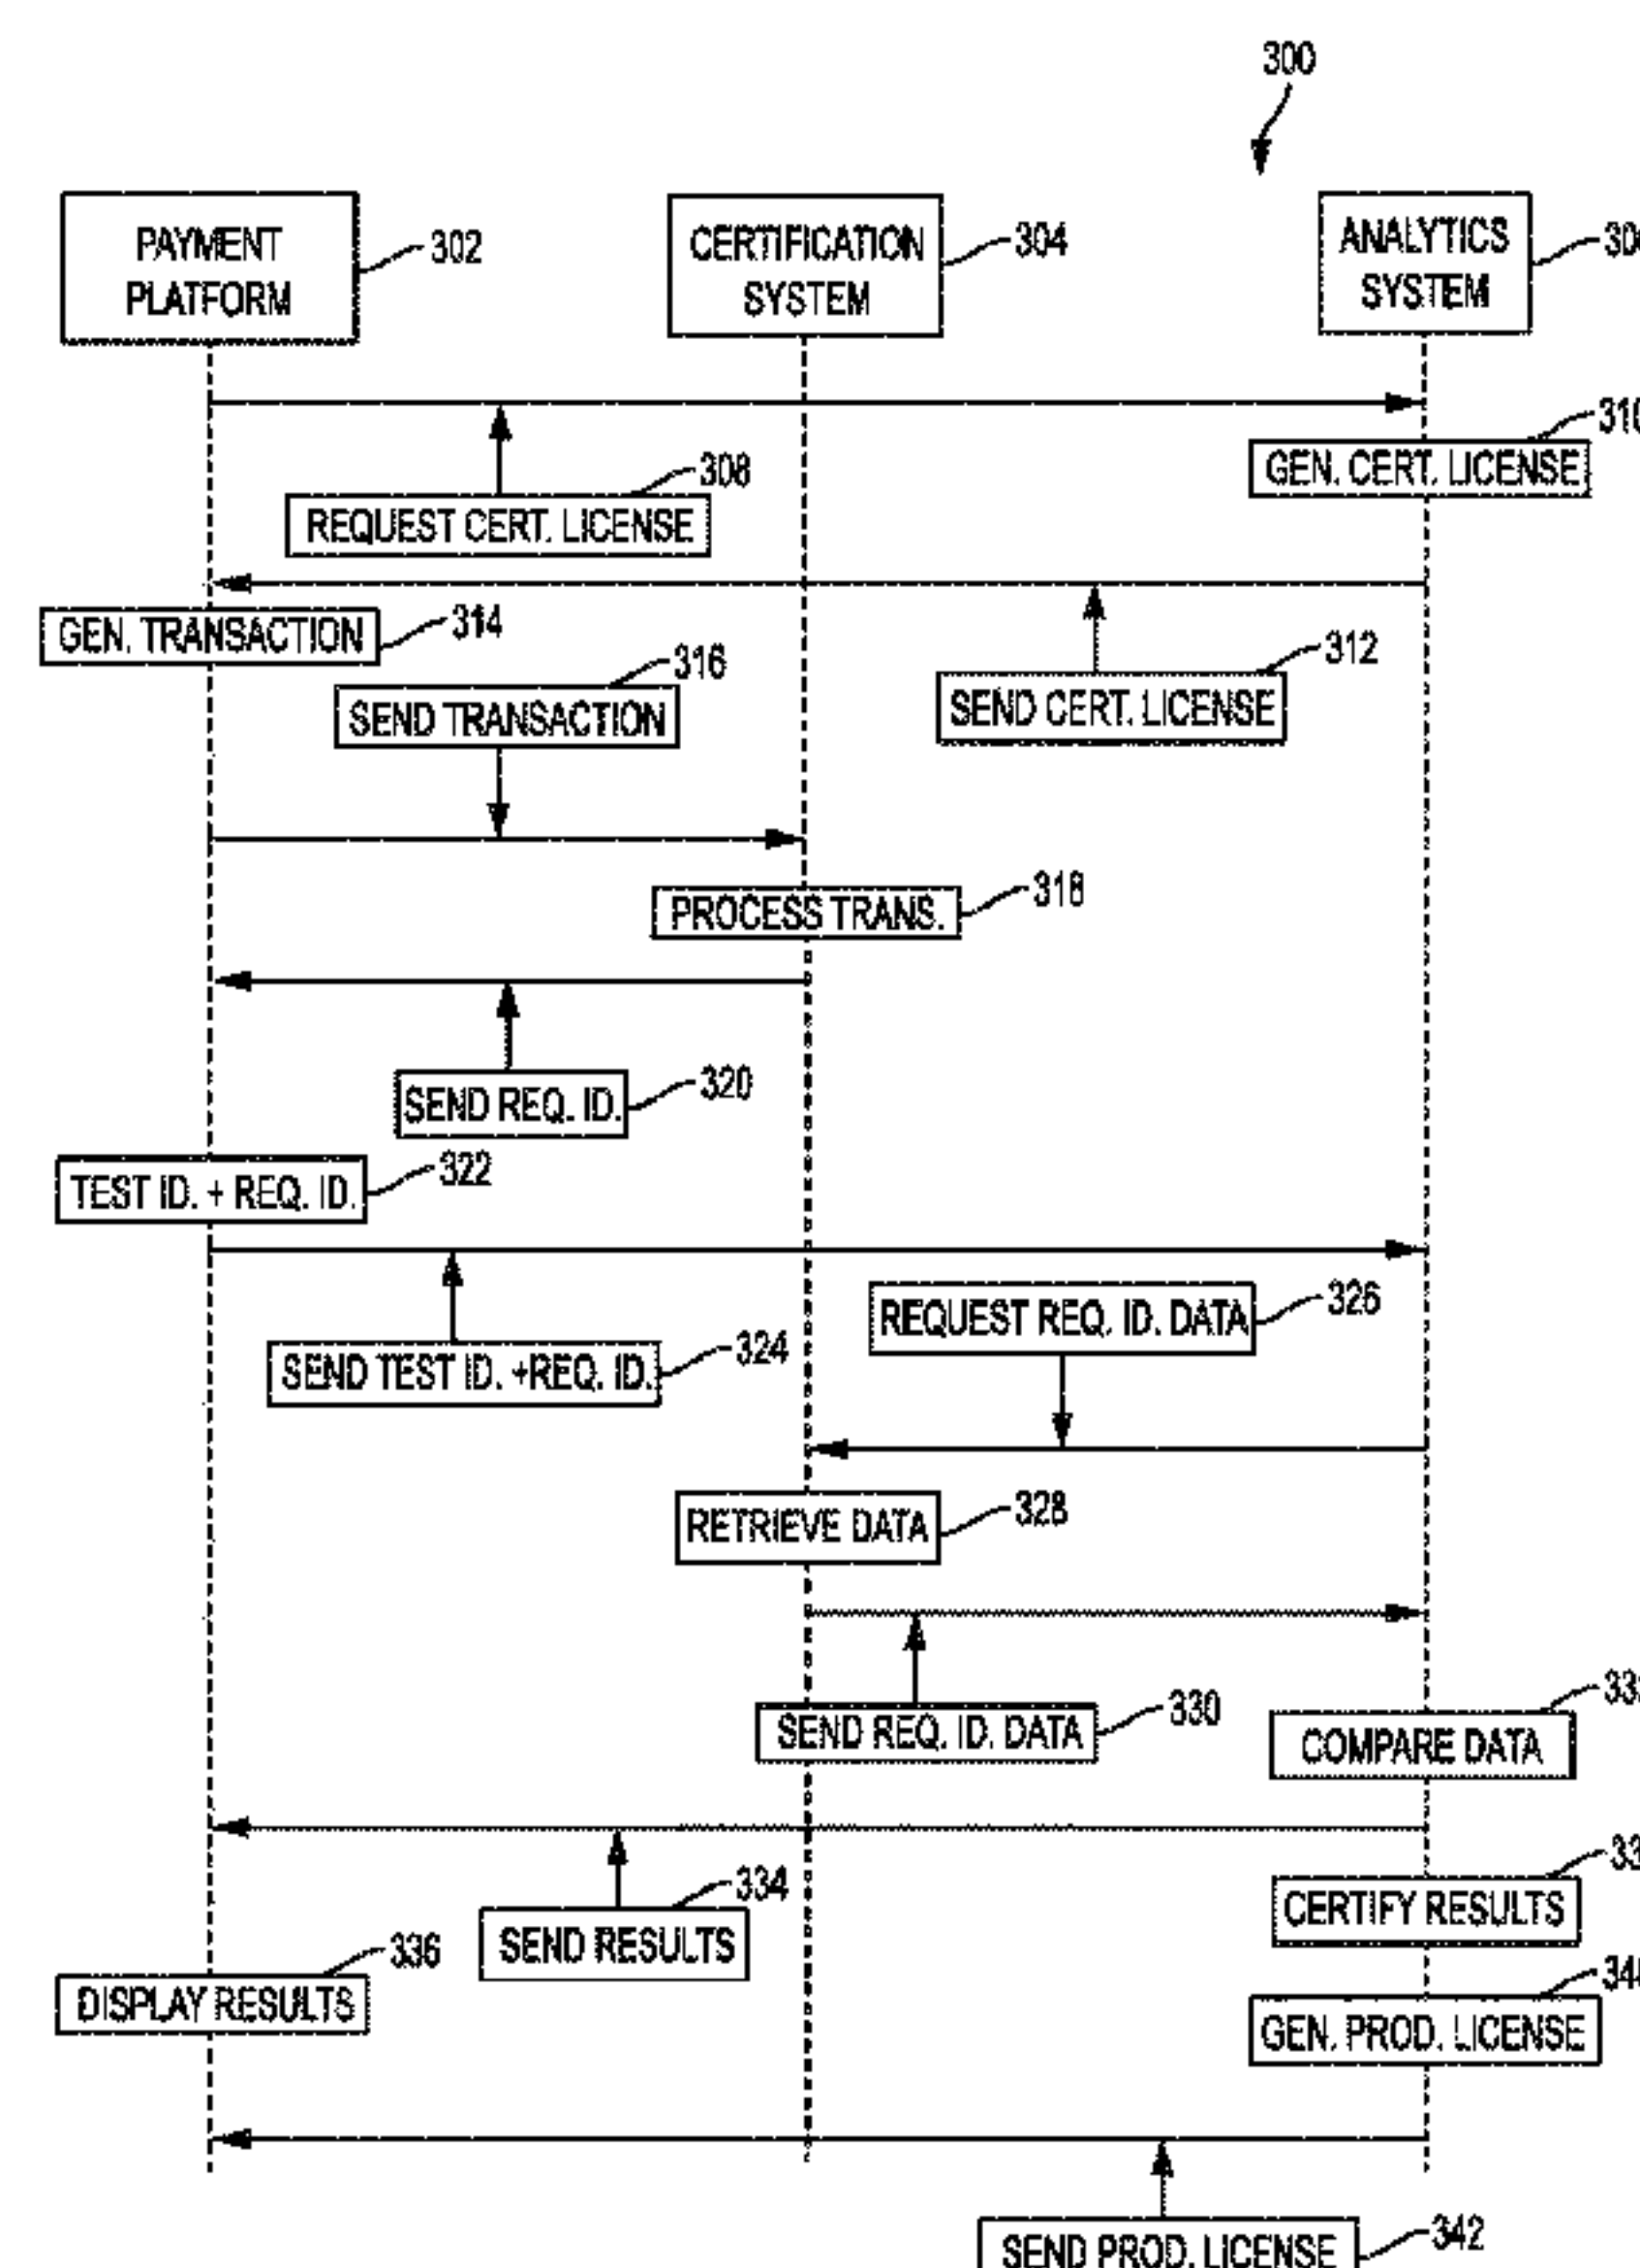 300
PAYMENT
PLATFORM
302
CERTIFICATION
SYSTEM
304
ANALYTICS
SYSTEM
310
GEN. CERT. LICENSE
308
REQUEST CERT. LICENSE
GEN. TRANSACTION
314
316
SEND TRANSACTION
312
SEND CERT. LICENSE
PROCESS TRANS.
318
SEND REQ. ID.
320
TEST ID. + REQ. ID.
322
REQUEST REQ. ID. DATA
326
SEND TEST ID. +REQ. ID.
324
RETRIEVE DATA
328
SEND REQ. ID. DATA
330
COMPARE DATA
334
SEND RESULTS
CERTIFY RESULTS
336
DISPLAY RESULTS
GEN. PROD. LICENSE
SEND PROD. LICENSE
342